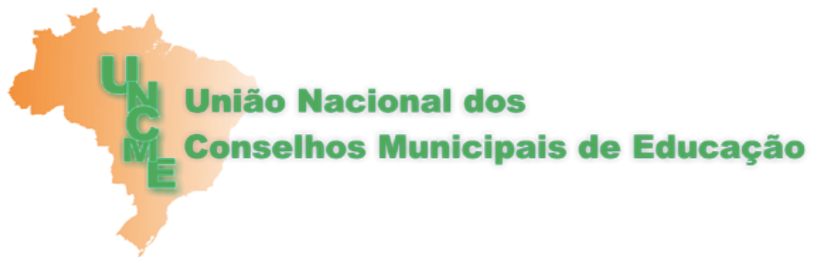 UNCME
União Nacional dos
Conselhos Municipais de Educação